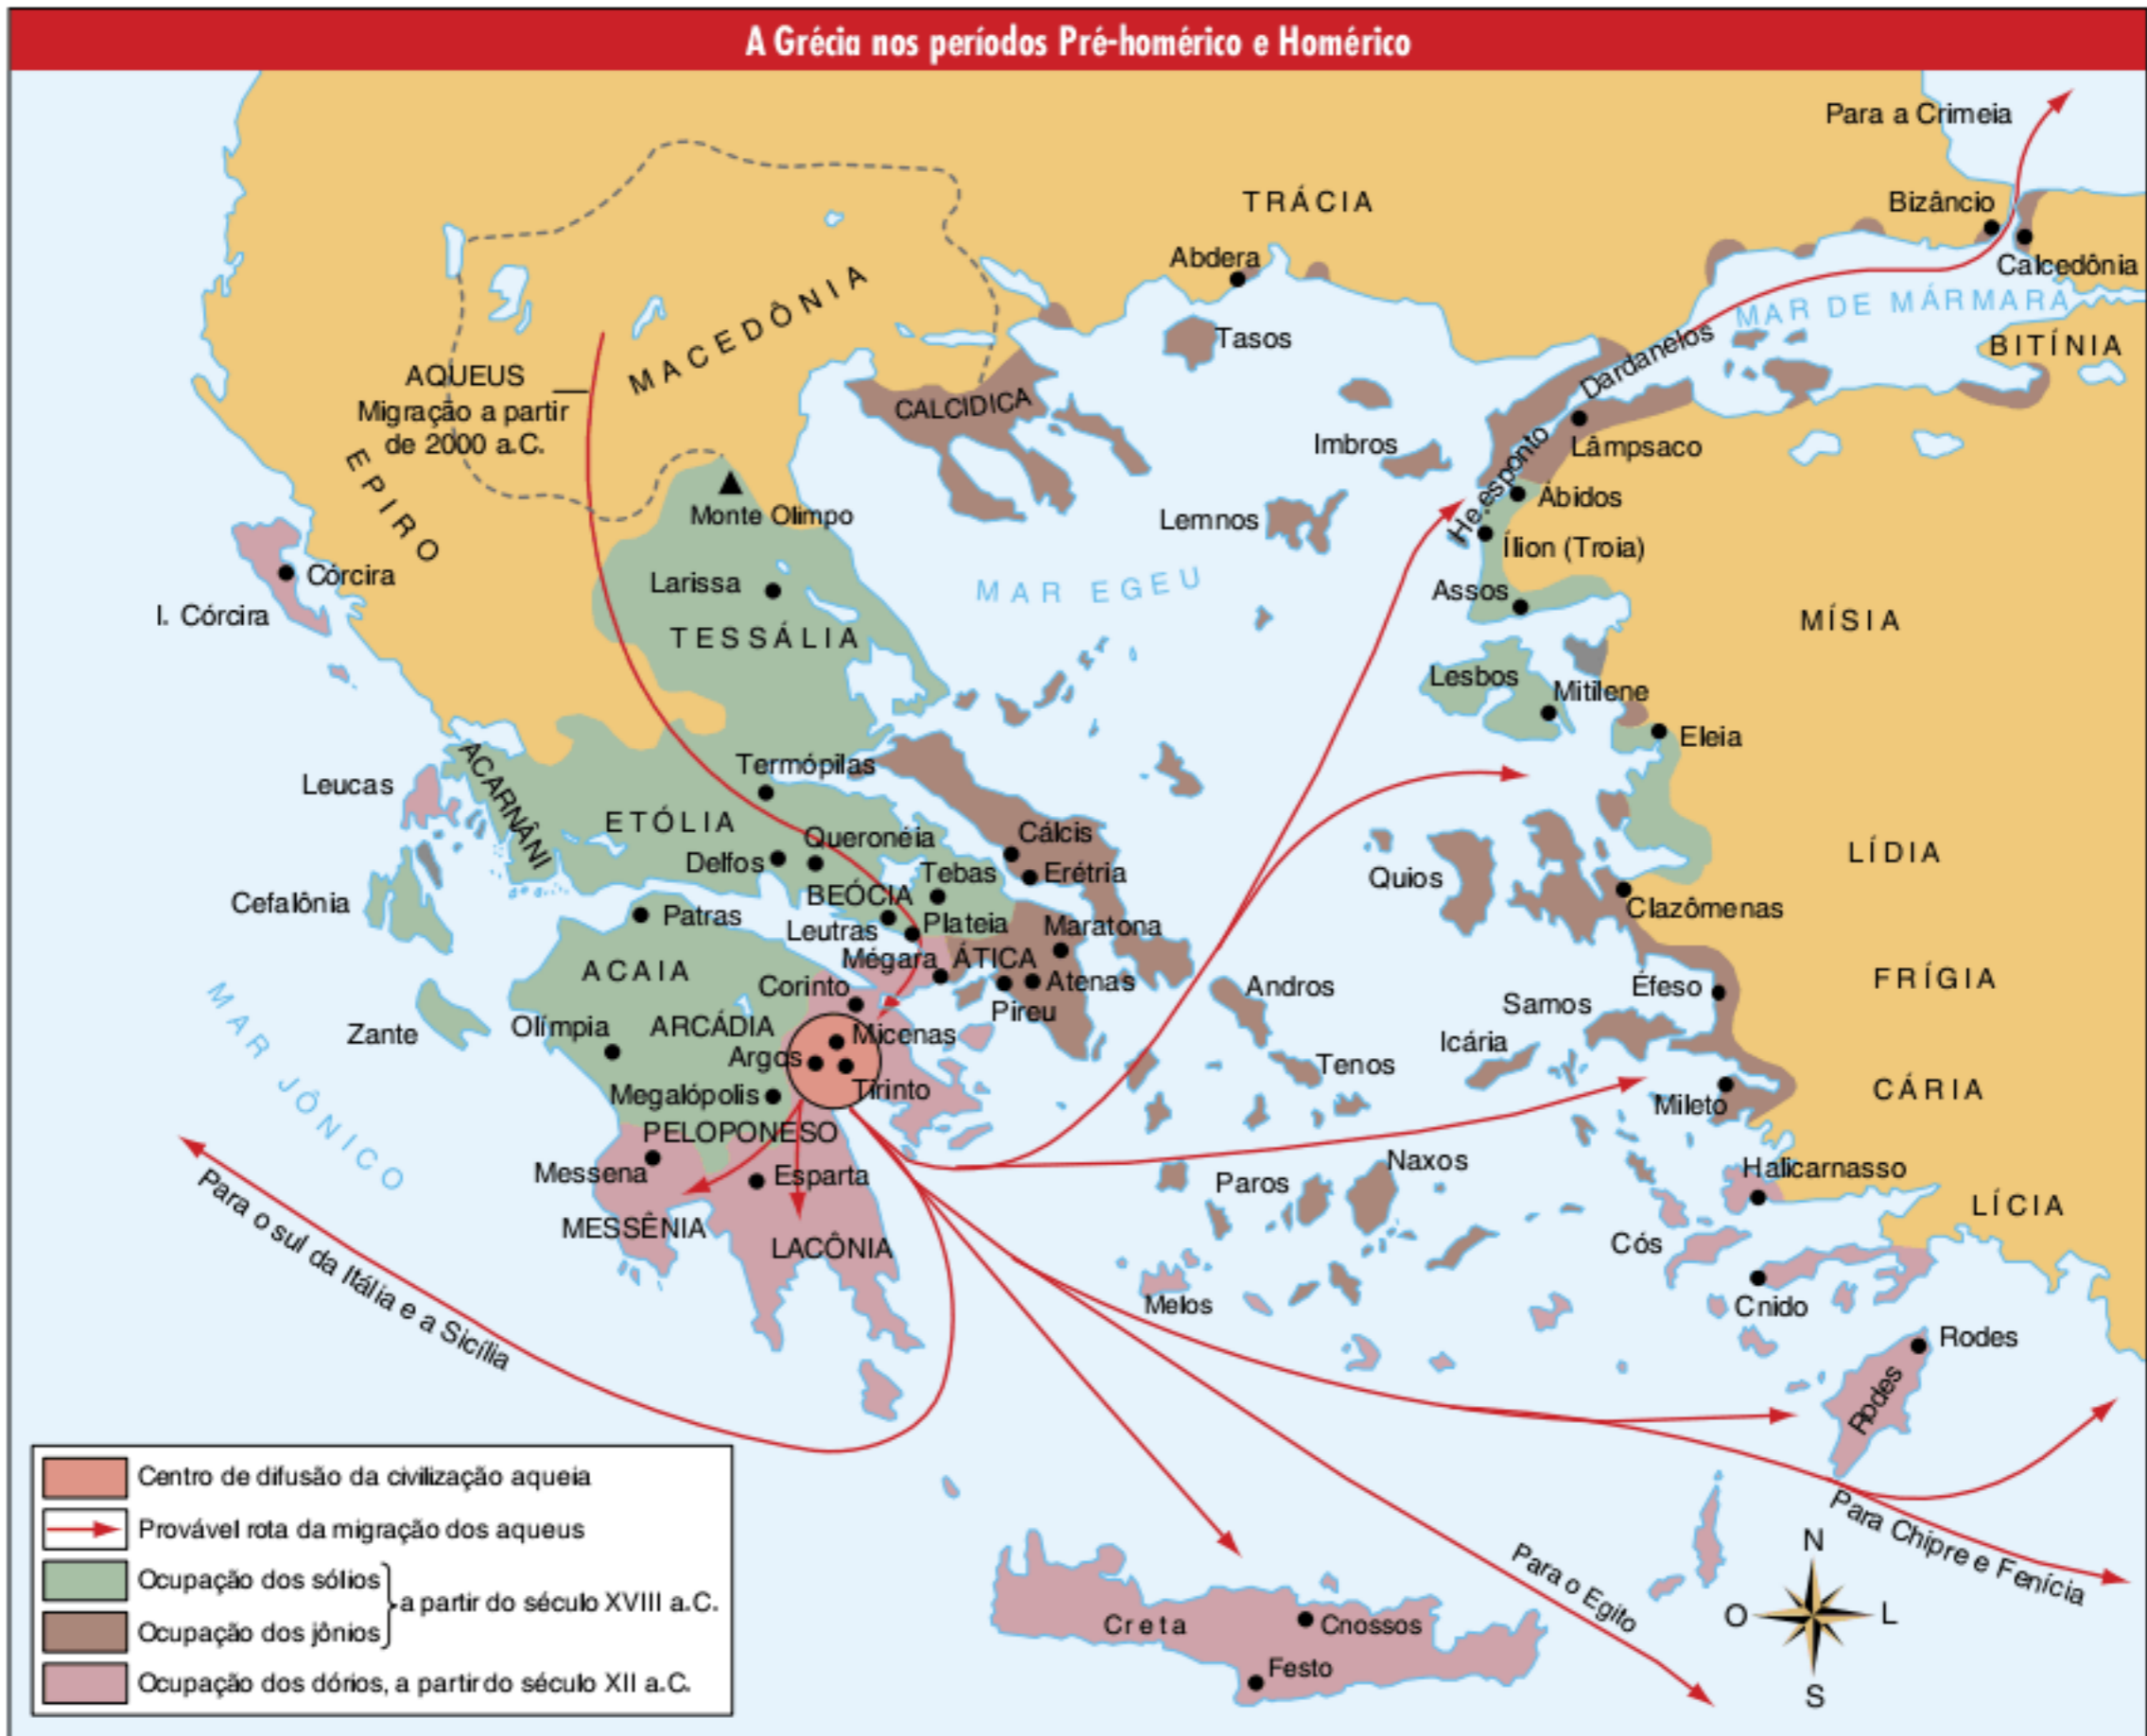 A Grécia nos períodos Pré-homérico e Homérico
Para a Crimeia
TRÁCIA
Bizâncio
Abdera
Calcedônia
MAR DE MÁRMARA
MACEDÔNIA
Tasos
Dardanelos
BITÍNIA
AQUEUS
Migração a partir
de 2000 a.C.
CALCIDICA
EPIRO
Imbros
Lâmpsaco
He.esponto
Ábidos
Monte Olimpo
Lemnos
Ílion (Troia)
Córcira
I. Córcira
Larissa
MAR EGEU
Assos
TESSÁLIA
MÍSIA
Lesbos
Mitilene
Eleia
ACARNÂNI
Leucas
Termópilas
ETÓLIA
Queronéia
Cálcis
LÍDIA
Delfos
Tebas
Erétria
Quios
Cefalônia
BEÓCIA
Patras
Leutras
Plateia
Maratona
Clazômenas
Mégara
ÁTICA
ACAIA
Atenas
FRÍGIA
Corinto
Andros
Éfeso
MAR JÔNICO
Pireu
Samos
Zante
Olímpia
ARCÁDIA
Micenas
Icária
Argos
Tenos
Tirinto
CÁRIA
Megalópolis
Mileto
PELOPONESO
Messena
Esparta
Naxos
Halicarnasso
Paros
LÍCIA
MESSÊNIA
LACÔNIA
Cós
Para o sul da Itália e a Sicília
Melos
Cnido
Rodes
Rodes
Centro de difusão da civilização aqueia
Provável rota da migração dos aqueus
Ocupação dos sólios
a partir do século XVIII a.C.
Ocupação dos jônios
Ocupação dos dórios, a partir do século XII a.C.
Para Chipre e Fenícia
Para o Egito
Creta
Cnossos
Festo
N
O
L
S